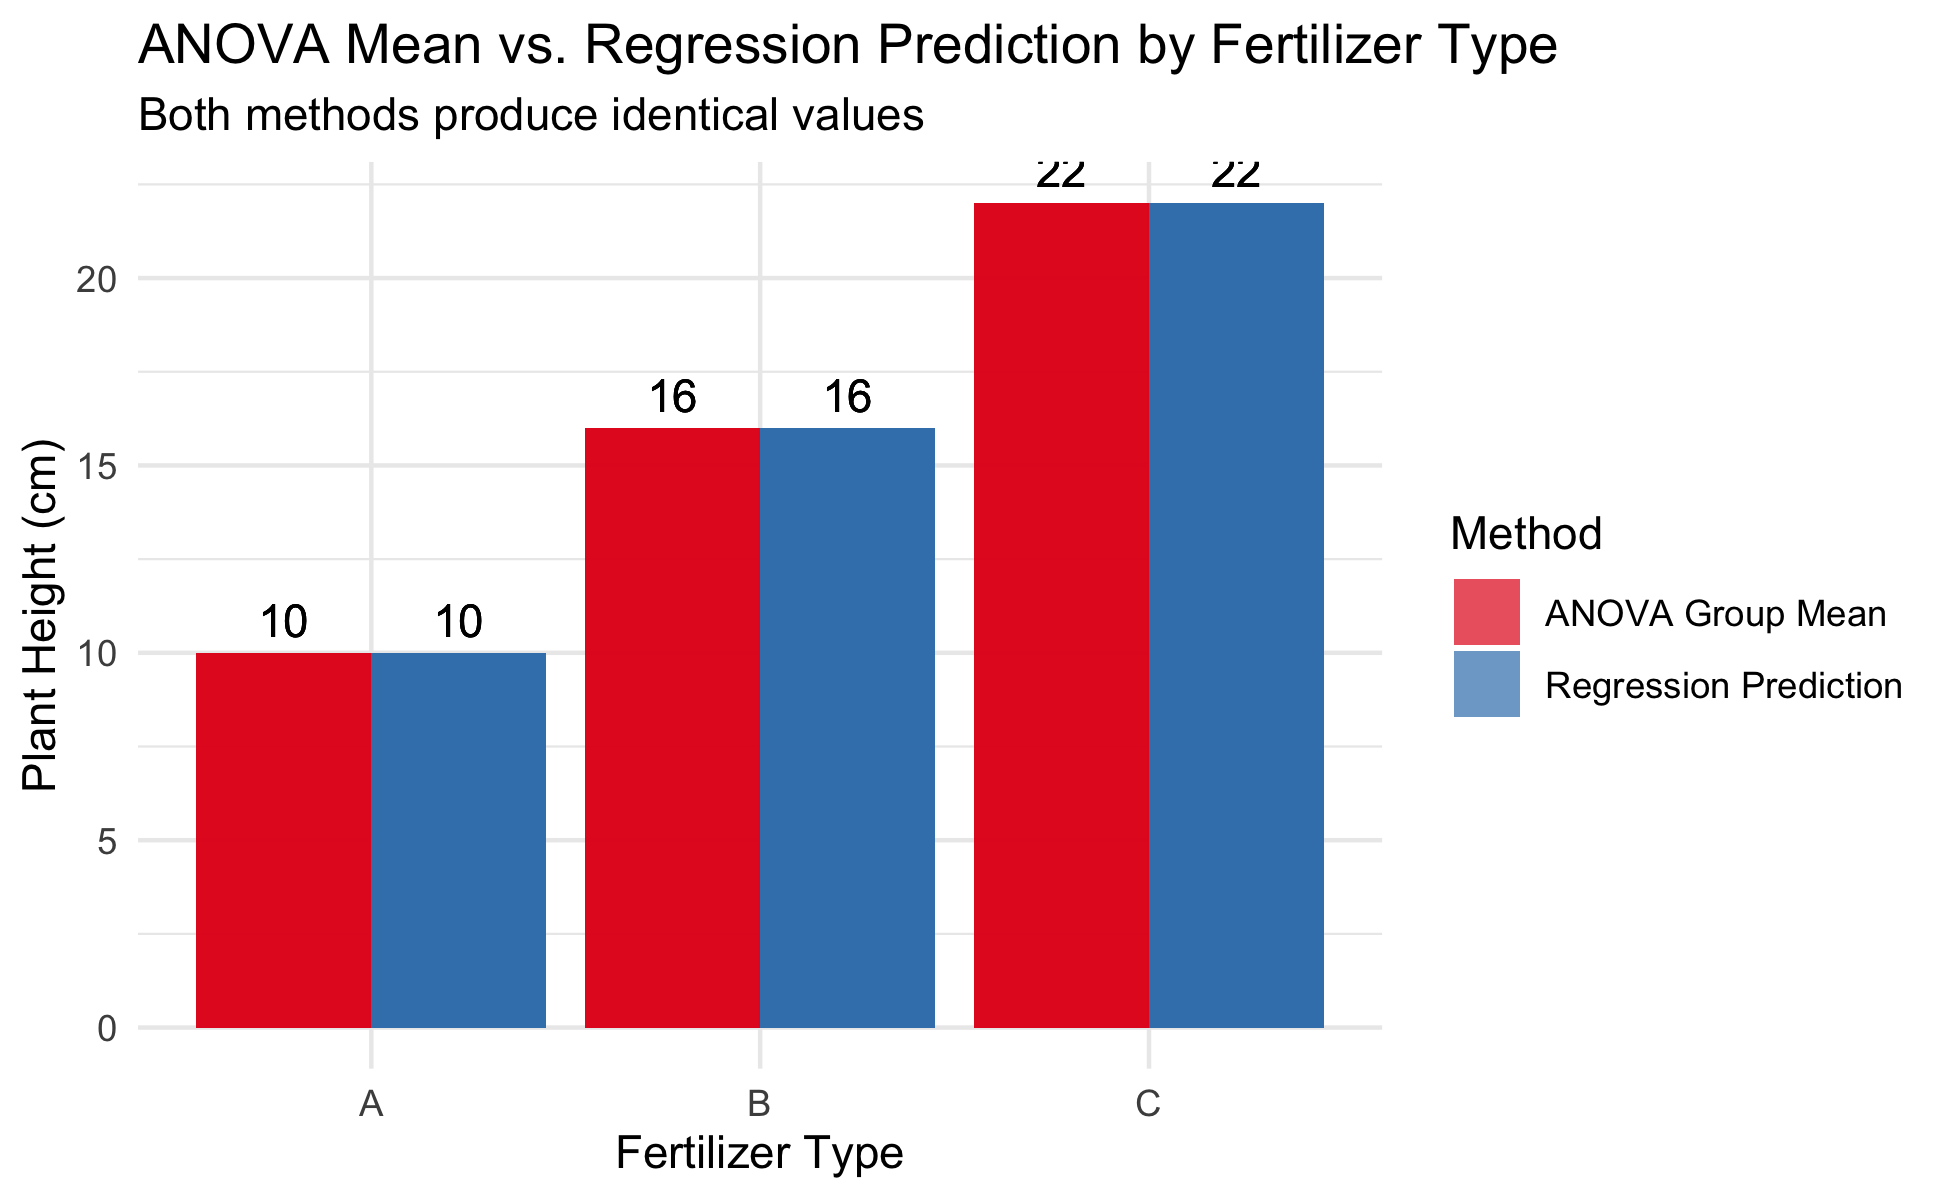 ANOVA Mean vs. Regression Prediction by Fertilizer Type
Both methods produce identical values
22 22
20
16 16
15
10 10
10
5
0
A B C
Plant Height (cm)
Fertilizer Type
Method
ANOVA Group Mean
Regression Prediction